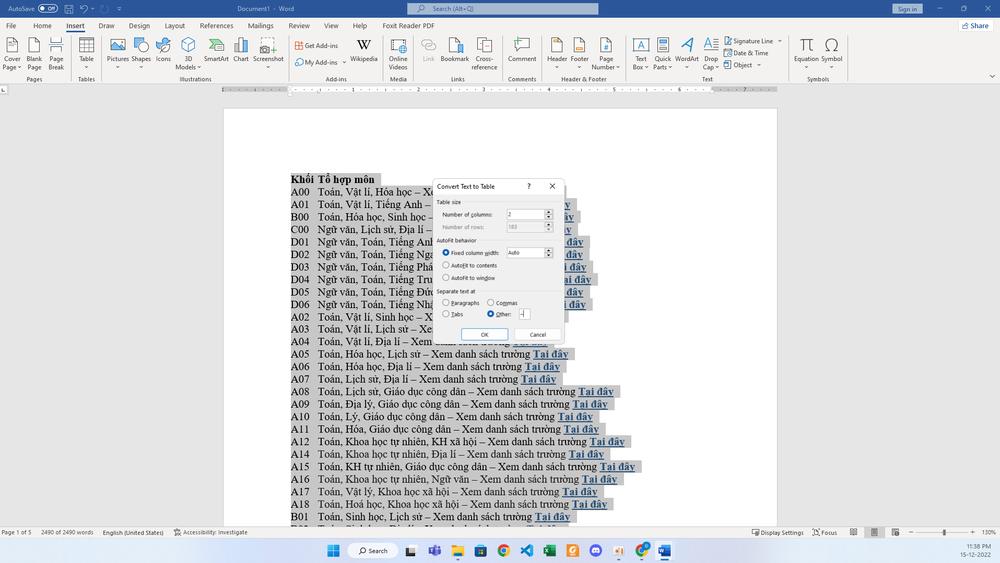 AutoSave Off Document1 - Word Search (Alt+Q) Sign in
File Home Insert Draw Design Layout References Mailings Review View Help Foxit Reader PDF Share
Cover Page Blank Page Page Break Table Pictures Shapes Icons 3D Models SmartArt Chart Screenshot Get Add-ins My Add-ins Wikipedia Online Videos Link Bookmark Cross-reference Comment Header Footer Page Number Text Box Quick Parts WordArt Drop Cap Signature Line Date & Time Object Equation Symbol
Pages Tables Illustrations Add-ins Media Links Comments Header & Footer Text Symbols
1 1 2 3 4 5 6 7
Khối Tổ hợp môn
A00 Toán, Vật lí, Hóa học –
A01 Toán, Vật lí, Tiếng Anh –
B00 Toán, Hóa học, Sinh học –
C00 Ngữ văn, Lịch sử, Địa lí –
D01 Ngữ văn, Toán, Tiếng Anh đây
D02 Ngữ văn, Toán, Tiếng Nga đây
D03 Ngữ văn, Toán, Tiếng Phá i đây
D04 Ngữ văn, Toán, Tiếng Tru ại đây
D05 Ngữ văn, Toán, Tiếng Đức đây
D06 Ngữ văn, Toán, Tiếng Nhậ i đây
A02 Toán, Vật lí, Sinh học – X
A03 Toán, Vật lí, Lịch sử – Xe
A04 Toán, Vật lí, Địa lí – Xem danh sách trường Tại đây
A05 Toán, Hóa học, Lịch sử – Xem danh sách trường Tại đây
A06 Toán, Hóa học, Địa lí – Xem danh sách trường Tại đây
A07 Toán, Lịch sử, Địa lí – Xem danh sách trường Tại đây
A08 Toán, Lịch sử, Giáo dục công dân – Xem danh sách trường Tại đây
A09 Toán, Địa lý, Giáo dục công dân – Xem danh sách trường Tại đây
A10 Toán, Lý, Giáo dục công dân – Xem danh sách trường Tại đây
A11 Toán, Hóa, Giáo dục công dân – Xem danh sách trường Tại đây
A12 Toán, Khoa học tự nhiên, KH xã hội – Xem danh sách trường Tại đây
A14 Toán, Khoa học tự nhiên, Địa lí – Xem danh sách trường Tại đây
A15 Toán, KH tự nhiên, Giáo dục công dân – Xem danh sách trường Tại đây
A16 Toán, Khoa học tự nhiên, Ngữ văn – Xem danh sách trường Tại đây
A17 Toán, Vật lý, Khoa học xã hội – Xem danh sách trường Tại đây
A18 Toán, Hoá học, Khoa học xã hội – Xem danh sách trường Tại đây
B01 Toán, Sinh học, Lịch sử – Xem danh sách trường Tại đây
Convert Text to Table ?
Table size
Number of columns: 2
Number of rows: 183
AutoFit behavior
Fixed column width: Auto
AutoFit to contents
AutoFit to window
Separate text at
Paragraphs Commas
Tabs Other: –
OK Cancel
Page 1 of 5 2490 of 2490 words English (United States) Accessibility: Investigate Display Settings Focus 130%
Search
11:38 PM
15-12-2022